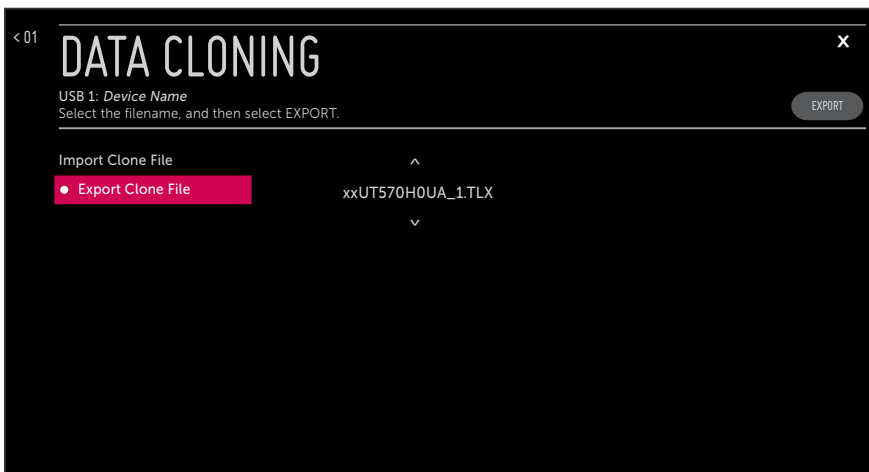 < 01
DATA CLONING
X
USB 1: Device Name
Select the filename, and then select EXPORT.
EXPORT
Import Clone File
Export Clone File
xxUT570H0UA_1.TLX